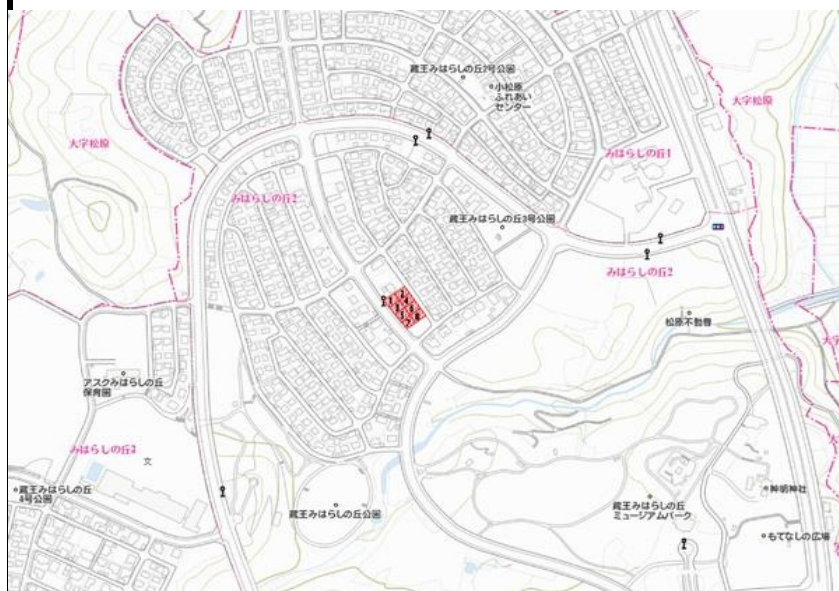 蔵王みはらしの丘2号公園
小松原
ふれあい
センター
大字松原
大字松原
みはらしの丘1
みはらしの丘2
蔵王みはらしの丘3号公園
みはらしの丘2
松原不動尊
アスクみはらしの丘
保育園
みはらしの丘3
文
蔵王みはらしの丘
4号公園
蔵王みはらしの丘公園
蔵王みはらしの丘
ミュージアムパーク
神明神社
もてなしの広場